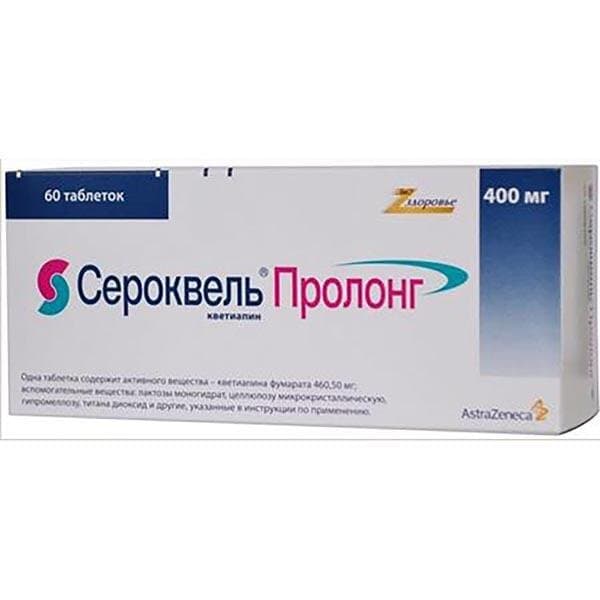 60 таблеток
Zздоровье
400 мг
Сероквель® Пролонг
кветиапин
Одна таблетка содержит активного вещества – кветиапина фумарата 460,50 мг;
вспомогательные вещества: лактозы моногидрат, целлюлозу микрокристаллическую,
гипромеллозу, титана диоксид и другие, указанные в инструкции по применению.
AstraZeneca